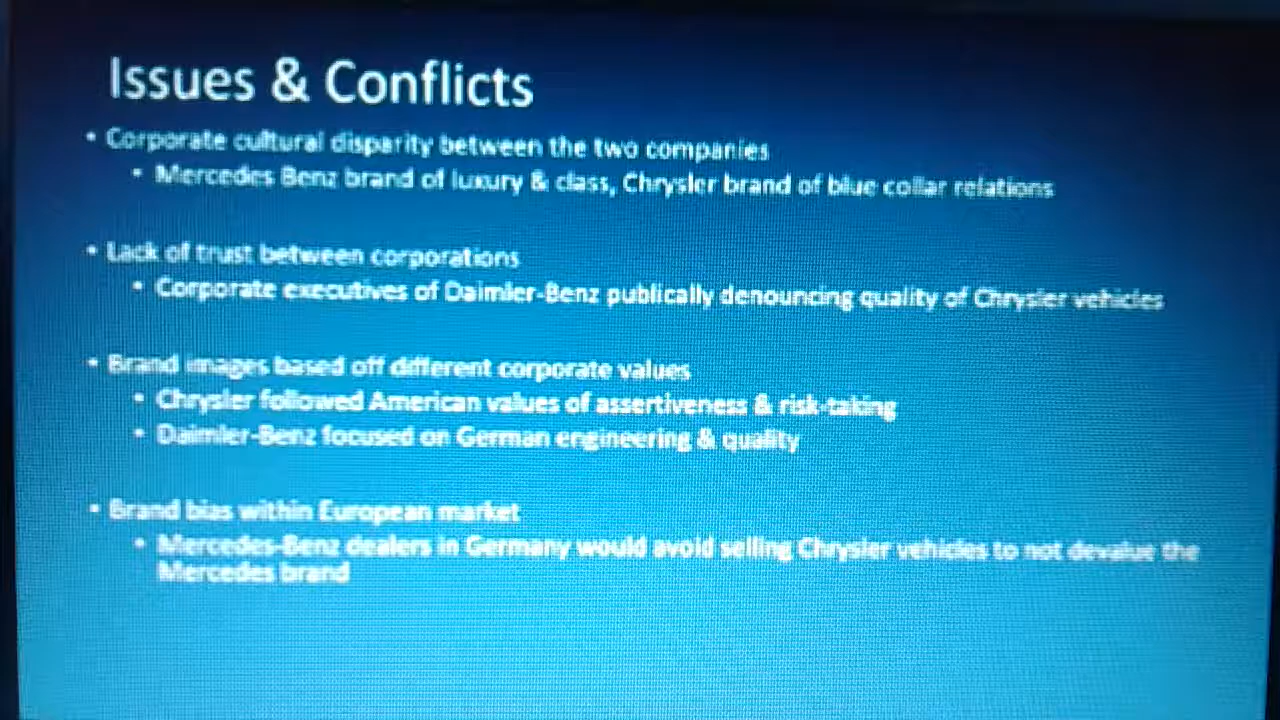 Issues & Conflicts
• Corporate cultural disparity between the two companies
• Mercedes Benz brand of luxury & class, Chrysler brand of blue collar relations
• Lack of trust between corporations
• Corporate executives of Daimler-Benz publically denouncing quality of Chrysler vehicles
• Brand images based off different corporate values
• Chrysler followed American values of assertiveness & risk-taking
• Daimler-Benz focused on German engineering & quality
• Brand bias within European market
• Mercedes-Benz dealers in Germany would avoid selling Chrysler vehicles to not devalue the
Mercedes brand